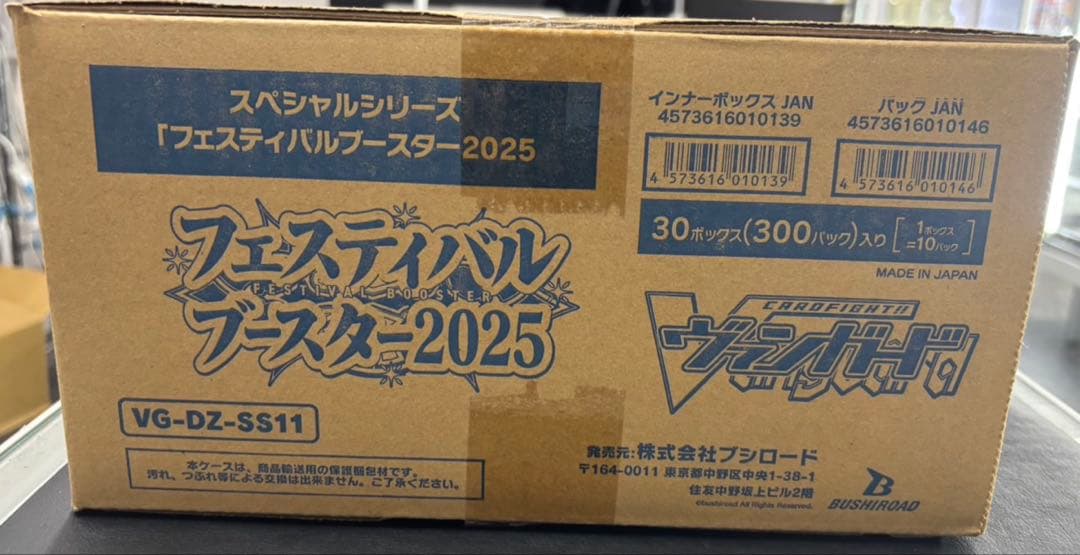 スペシャルシリーズ
「フェスティバルブースター2025
フェスティバル
FESTIVAL BOOSTER
ブースター2025
VG-DZ-SS11
本ケースは、商品輸送用の保護梱包材です。
汚れ、つぶれ等による交換は出来ません。ご了承ください。
インナーボックス JAN
4573616010139
4 573616 010139
パック JAN
4573616010146
4 573616 010146
30ボックス(300パック)入り [1ボックス=10パック]
MADE IN JAPAN
CARDFIGHT!!
ヴァンガード
Vanguard
発売元:株式会社ブシロード
〒164-0011 東京都中野区中央1-38-1
住友中野坂上ビル2階
©bushiroad All Rights Reserved.
BUSHIROAD